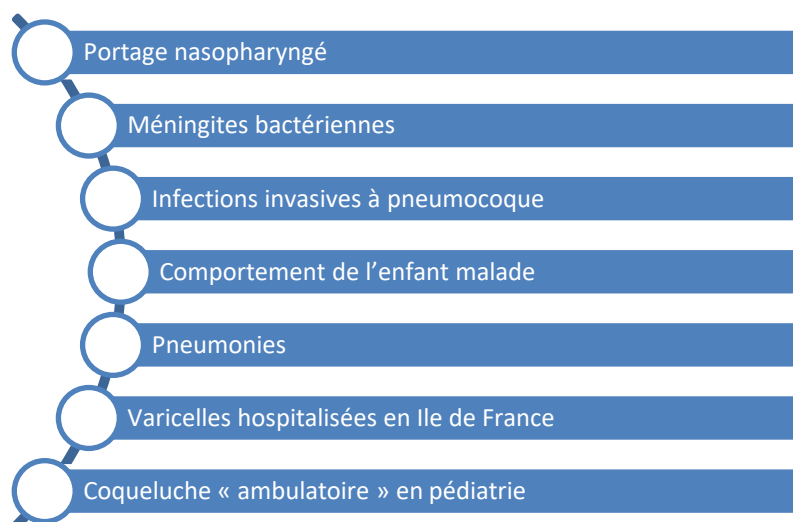 Portage nasopharyngé
Méningites bactériennes
Infections invasives à pneumocoque
Comportement de l’enfant malade
Pneumonies
Varicelles hospitalisées en Ile de France
Coqueluche « ambulatoire » en pédiatrie